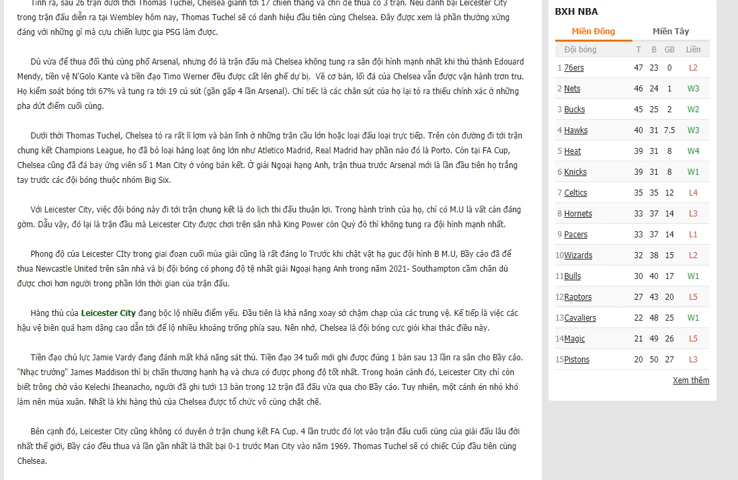 Tính ra, sau 26 trận dưới thời Thomas Tuchel, Chelsea giành tới 17 chiến thắng và chỉ để thua có 3 trận. Nếu đánh bại Leicester City
trong trận đấu diễn ra tại Wembley hôm nay, Thomas Tuchel sẽ có danh hiệu đầu tiên cùng Chelsea. Đây được xem là phần thưởng xứng
đáng với những gì mà cựu chiến lược gia PSG làm được.
Dù vừa để thua đối thủ cùng phố Arsenal, nhưng đó là trận đấu mà Chelsea không tung ra sân đội hình mạnh nhất khi thủ thành Edouard
Mendy, tiền vệ N'Golo Kante và tiền đạo Timo Werner đều được cất lên ghế dự bị. Về cơ bản, lối đá của Chelsea vẫn được vận hành trơn tru.
Họ kiểm soát bóng tới 67% và tung ra tới 19 cú sút (gần gấp 4 lần Arsenal). Chỉ tiếc là các chân sút của họ lại tỏ ra thiếu chính xác ở những
pha dứt điểm cuối cùng.
Dưới thời Thomas Tuchel, Chelsea tỏ ra rất lì lợm và bản lĩnh ở những trận cầu lớn hoặc loại đấu loại trực tiếp. Trên còn đường đi tới trận
chung kết Champions League, họ đã bỏ loại hàng loạt ông lớn như Atletico Madrid, Real Madrid hay phần nào đó là Porto. Còn tại FA Cup,
Chelsea cũng đã đá bay ứng viên số 1 Man City ở vòng bán kết. Ở giải Ngoại hạng Anh, trận thua trước Arsenal mới là lần đầu tiên họ trắng
tay trước các đội bóng thuộc nhóm Big Six.
Với Leicester City, việc đội bóng này đi tới trận chung kết là do lịch thi đấu thuận lợi. Trong hành trình của họ, chỉ có M.U là vất cản đáng
gờm. Dẫu vậy, đó lại là trận đấu mà Leicester City được chơi trên sân nhà King Power còn Quỷ đỏ thì không tung ra đội hình mạnh nhất.
Phong độ của Leicester CIty trong giai đoạn cuối mùa giải cũng là rất đáng lo Trước khi chật vật hạ gục đội hình B M.U, Bầy cáo đã để
thua Newcastle United trên sân nhà và bị đội bóng có phong độ tệ nhất giải Ngoại hạng Anh trong năm 2021- Southampton cầm chân dù
được chơi hơn người trong phần lớn thời gian của trận đấu.
Hàng thủ của Leicester City đang bộc lộ nhiều điểm yếu. Đầu tiên là khả năng xoay sở chậm chạp của các trung vệ. Kế tiếp là việc các
hậu vệ biên quá ham dâng cao dẫn tới để lộ nhiều khoảng trống phía sau. Nên nhớ, Chelsea là đội bóng cực giỏi khai thác điều này.
Tiền đạo chủ lực Jamie Vardy đang đánh mất khả năng sát thủ. Tiền đạo 34 tuổi mới ghi được đúng 1 bàn sau 13 lần ra sân cho Bầy cáo.
"Nhạc trưởng" James Maddison thì bị chấn thương hạnh hạ và chưa có được phong độ tốt nhất. Trong hoàn cảnh đó, Leicester City chỉ còn
biết trông chờ vào Kelechi Iheanacho, người đã ghi tưới 13 bàn trong 12 trận đã đấu vừa qua cho Bầy cáo. Tuy nhiên, một cánh én nhỏ khó
làm nên mùa xuân. Nhất là khi hàng thủ của Chelsea được tổ chức vô cùng chặt chẽ.
Bên cạnh đó, Leicester City cũng không có duyên ở trận chung kết FA Cup. 4 lần trước đó lọt vào trận đấu cuối cùng của giải đấu lâu đời
nhất thế giới, Bầy cáo đều thua và lần gần nhất là thất bại 0-1 trước Man City vào năm 1969. Thomas Tuchel sẽ có chiếc Cúp đầu tiên cùng
Chelsea.
BXH NBA
Miền Đông Miền Tây
Đội bóng T B GB Liền
1 76ers 47 23 0 L2
2 Nets 46 24 1 W3
3 Bucks 45 25 2 W2
4 Hawks 40 31 7.5 W3
5 Heat 39 31 8 W4
6 Knicks 39 31 8 W1
7 Celtics 35 35 12 L4
8 Hornets 33 37 14 L3
9 Pacers 33 37 14 L1
10 Wizards 32 38 15 L2
11 Bulls 30 40 17 W1
12 Raptors 27 43 20 L5
13 Cavaliers 22 48 25 W1
14 Magic 21 49 26 L5
15 Pistons 20 50 27 L3
Xem thêm